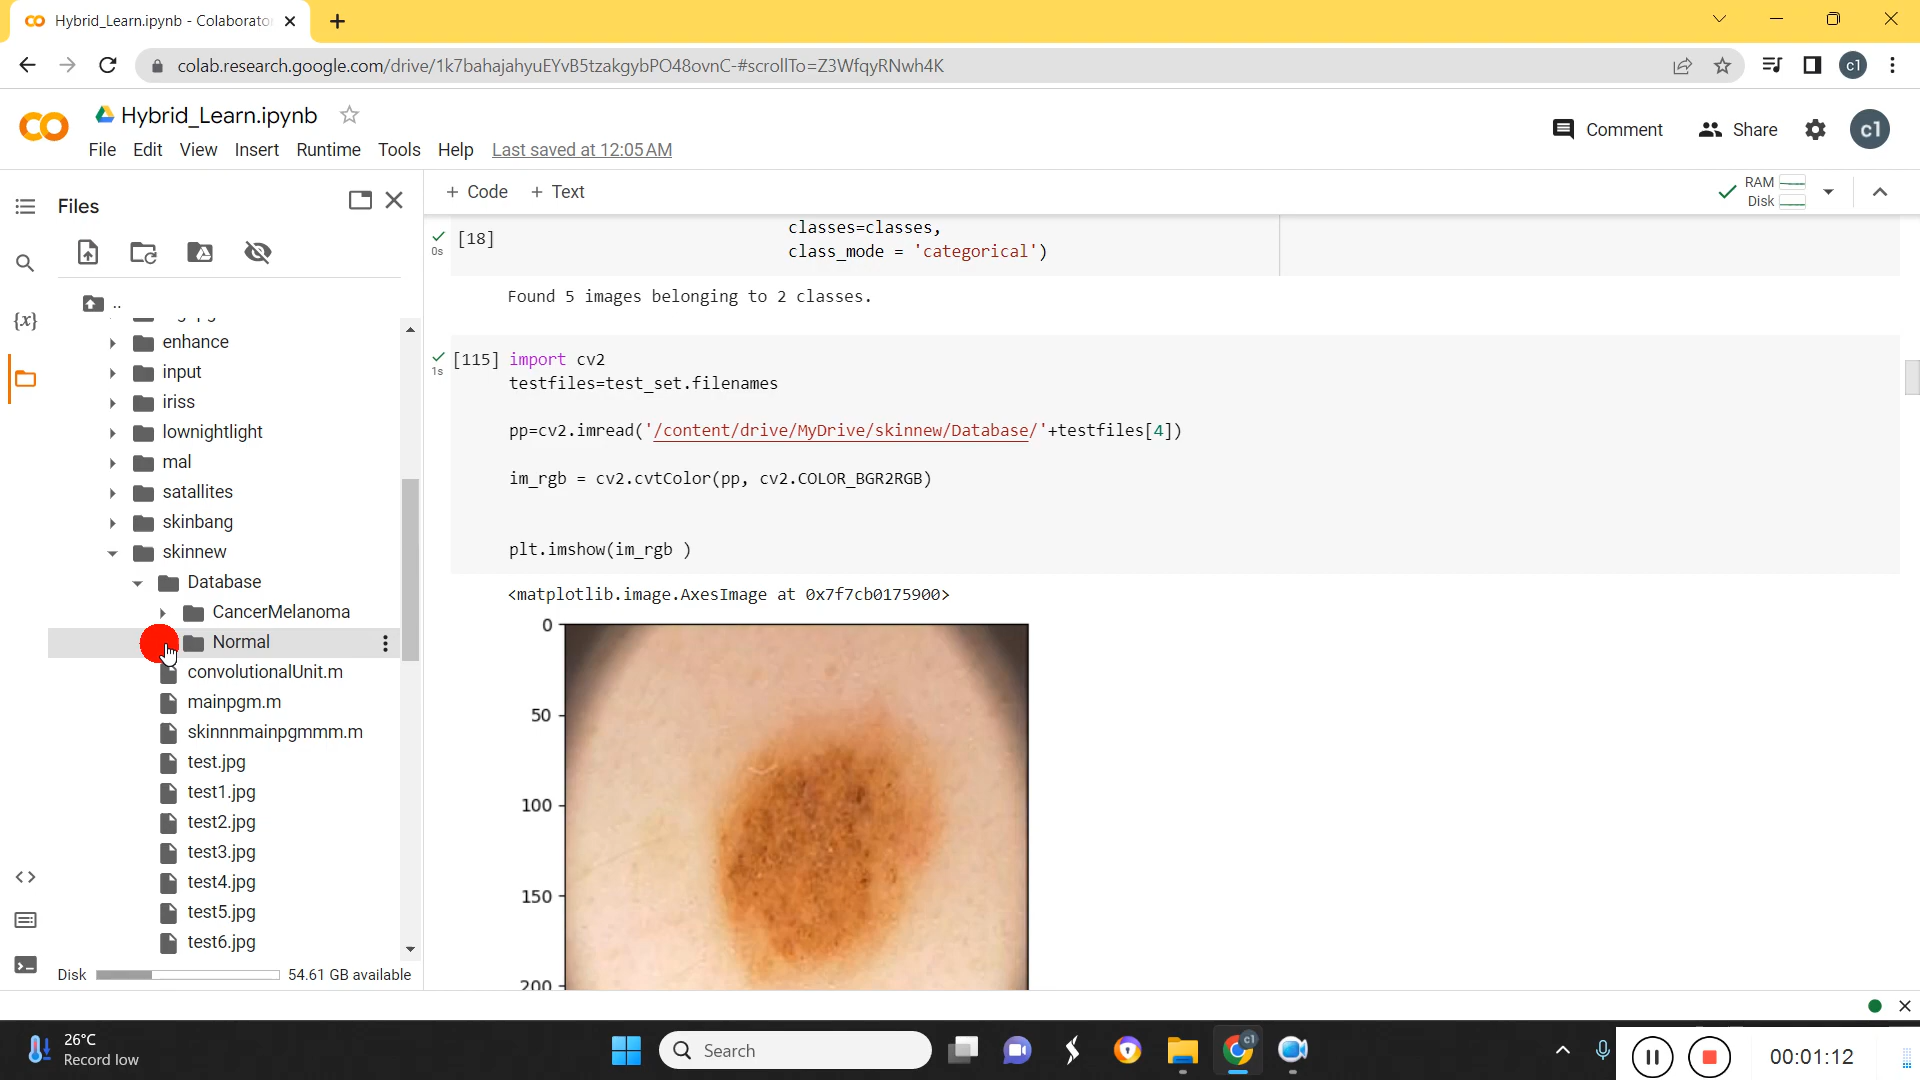 Hybrid_Learn.ipynb - Colaborato
colab.research.google.com/drive/1k7bahajahyuEYvB5tzakgybPO48ovnC-#scrollTo=Z3WfqyRNwh4K
c1
Hybrid_Learn.ipynb
Comment
Share
c1
File Edit View Insert Runtime Tools Help Last saved at 12:05 AM
Files
+ Code + Text
RAM
Disk
..
enhance
input
iriss
lownightlight
mal
satallites
skinbang
skinnew
Database
CancerMelanoma
Normal
convolutionalUnit.m
mainpgm.m
skinnnmainpgmmm.m
test.jpg
test1.jpg
test2.jpg
test3.jpg
test4.jpg
test5.jpg
test6.jpg
Disk 54.61 GB available
{x}
<>
0s
[18]
classes=classes,
class_mode = 'categorical')
Found 5 images belonging to 2 classes.
1s
[115] import cv2
testfiles=test_set.filenames
pp=cv2.imread('/content/drive/MyDrive/skinnew/Database/'+testfiles[4])
im_rgb = cv2.cvtColor(pp, cv2.COLOR_BGR2RGB)
plt.imshow(im_rgb )
<matplotlib.image.AxesImage at 0x7f7cb0175900>
0
50
100
150
200
26°C
Record low
Search
c1
00:01:12